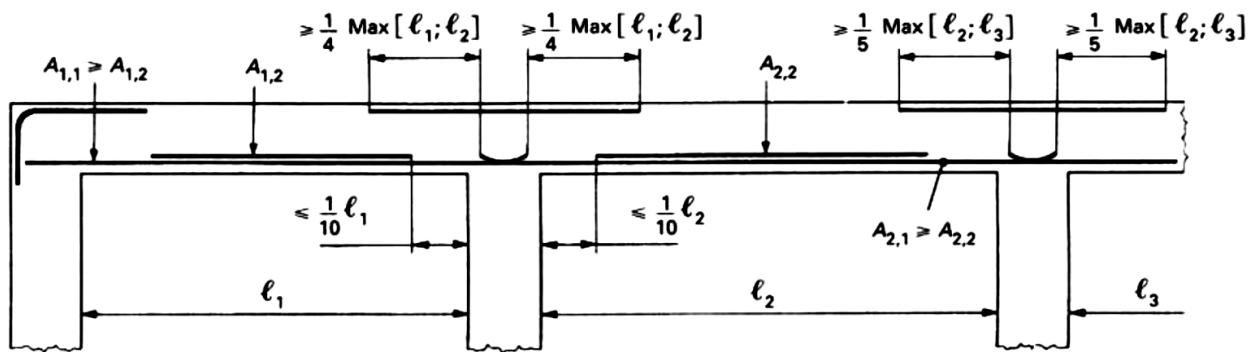 ≥ 1/4 Max [ℓ1; ℓ2] ≥ 1/4 Max [ℓ1; ℓ2] ≥ 1/5 Max [ℓ2; ℓ3] ≥ 1/5 Max [ℓ2; ℓ3]
A1,1 ≥ A1,2 A1,2 A2,2
≤ 1/10 ℓ1 ≤ 1/10 ℓ2 A2,1 ≥ A2,2
ℓ1 ℓ2 ℓ3